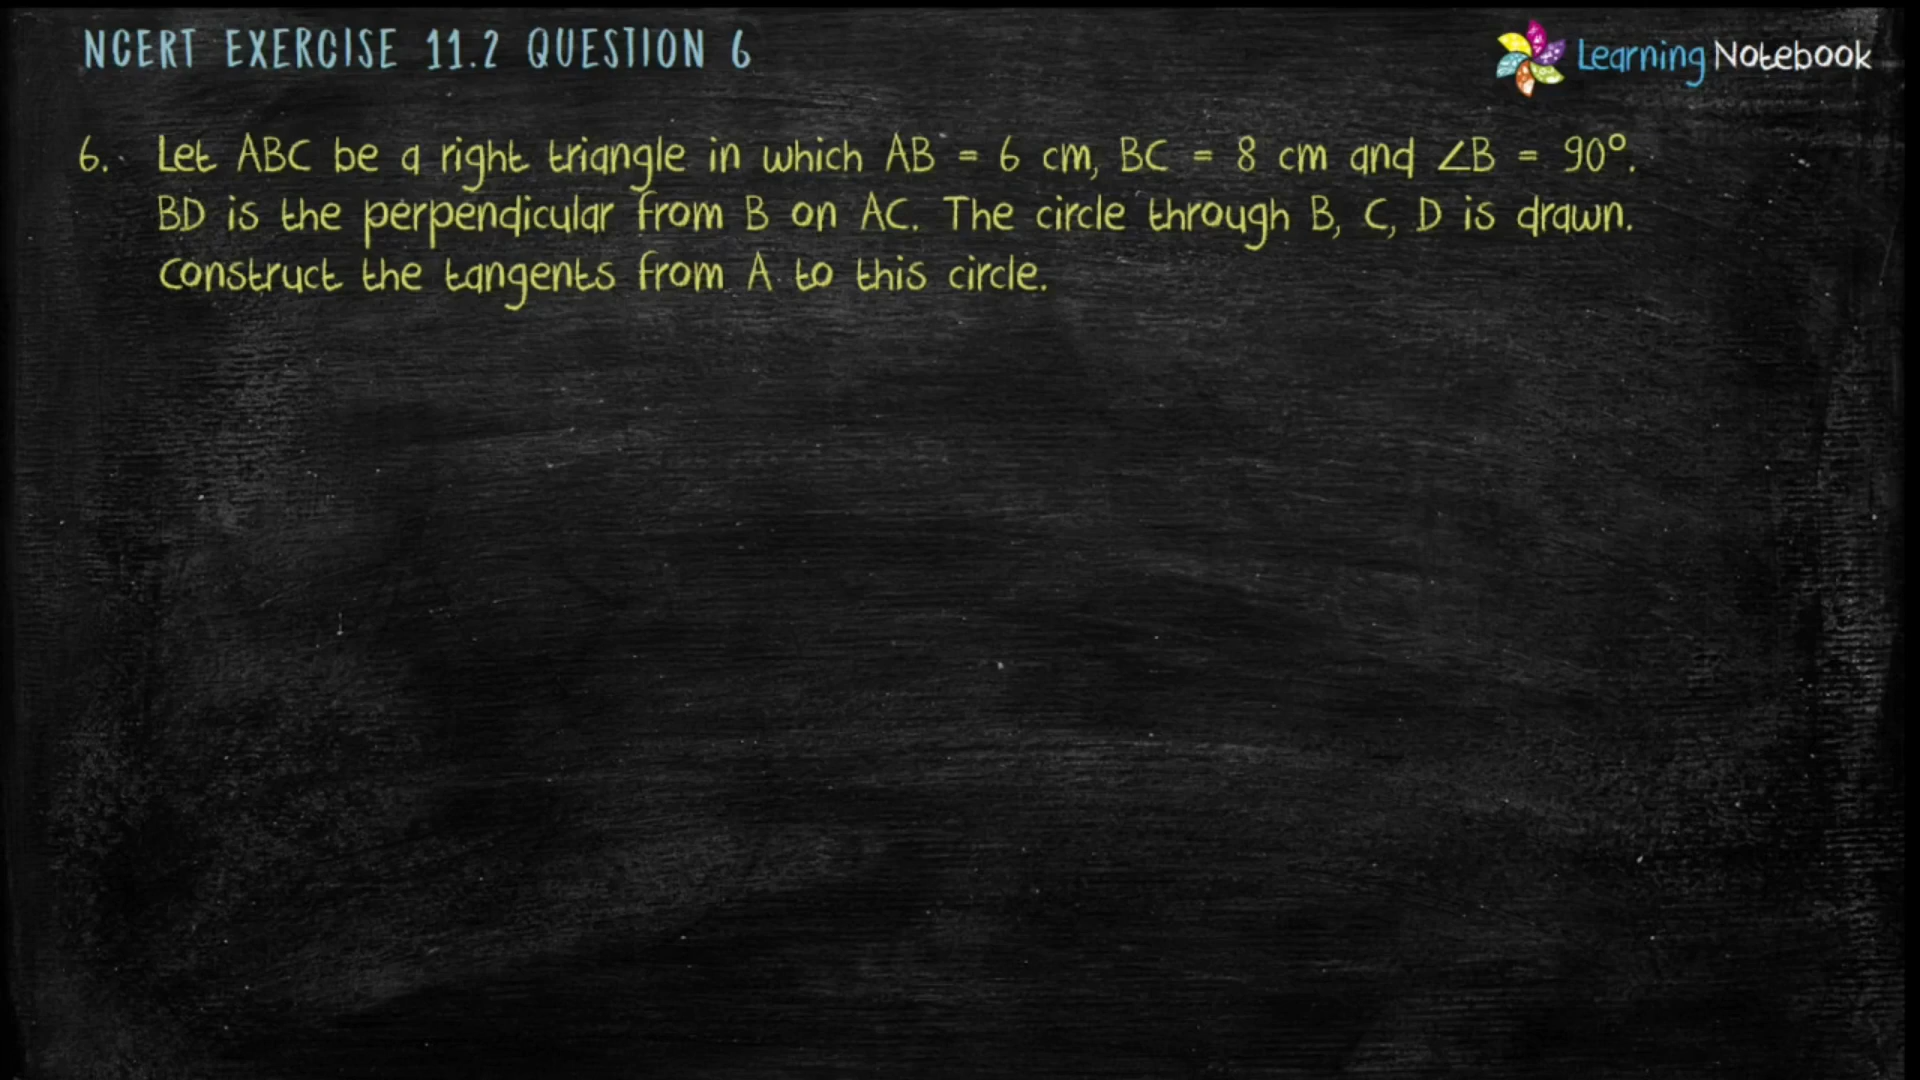 NCERT EXERCISE 11.2 QUESTION 6
Learning Notebook
6. Let ABC be a right triangle in which AB = 6 cm, BC = 8 cm and ∠B = 90°.
BD is the perpendicular from B on AC. The circle through B, C, D is drawn.
Construct the tangents from A to this circle.